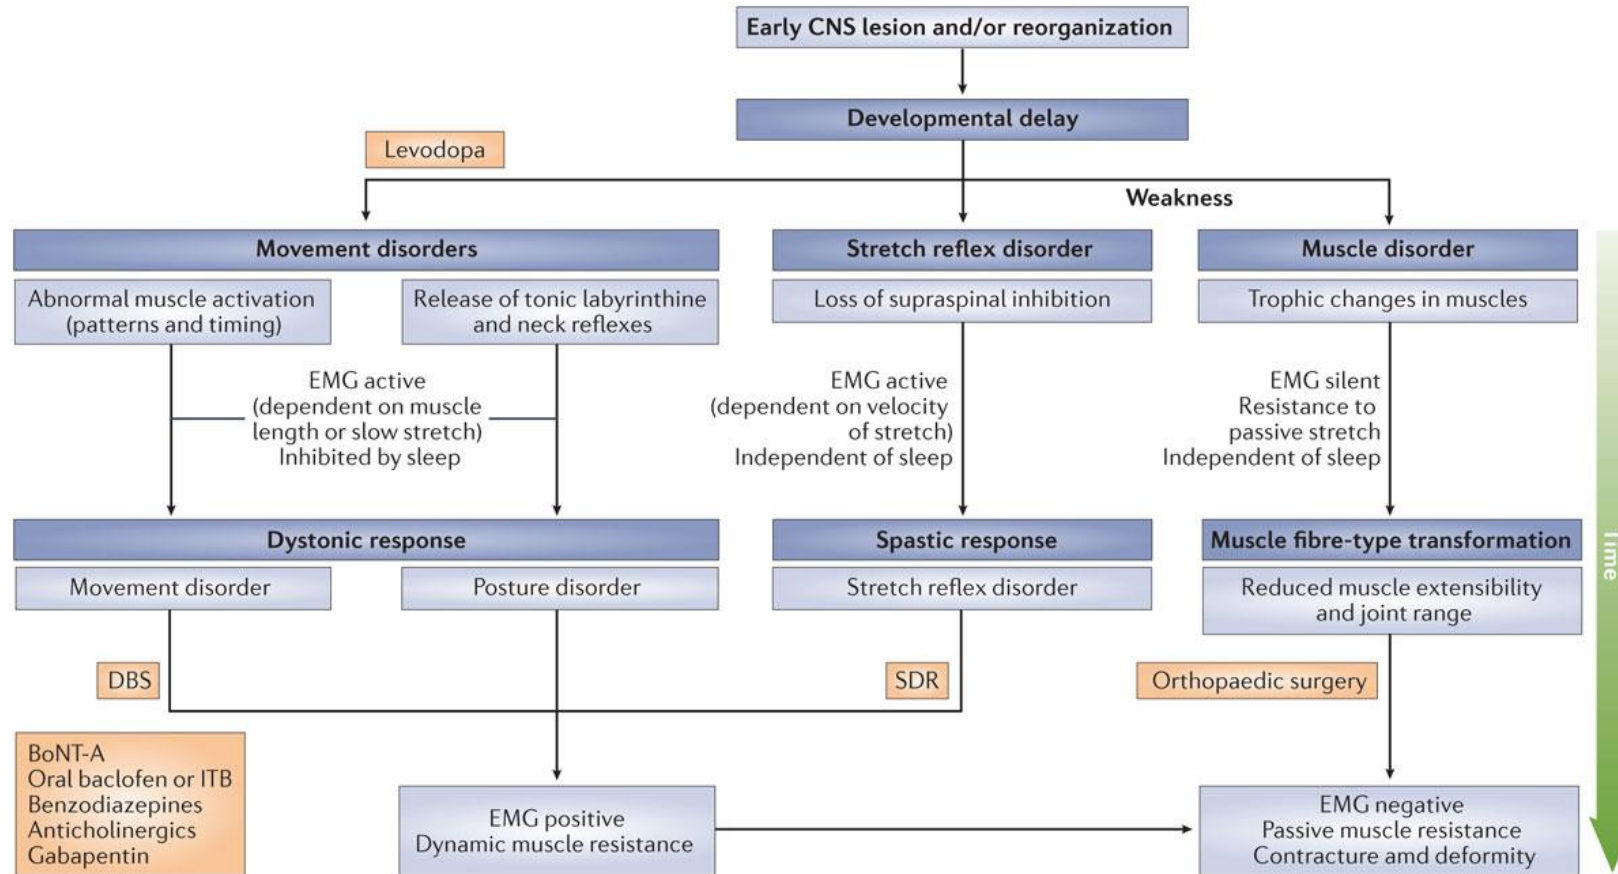 Early CNS lesion and/or reorganization
Developmental delay
Levodopa
Weakness
Movement disorders
Stretch reflex disorder
Muscle disorder
Abnormal muscle activation
(patterns and timing)
Release of tonic labyrinthine
and neck reflexes
Loss of supraspinal inhibition
Trophic changes in muscles
EMG active
(dependent on muscle
length or slow stretch)
Inhibited by sleep
EMG active
(dependent on velocity
of stretch)
Independent of sleep
EMG silent
Resistance to
passive stretch
Independent of sleep
Dystonic response
Spastic response
Muscle fibre-type transformation
Time
Movement disorder
Posture disorder
Stretch reflex disorder
Reduced muscle extensibility
and joint range
DBS
SDR
Orthopaedic surgery
BoNT-A
Oral baclofen or ITB
Benzodiazepines
Anticholinergics
Gabapentin
EMG positive
Dynamic muscle resistance
EMG negative
Passive muscle resistance
Contracture amd deformity